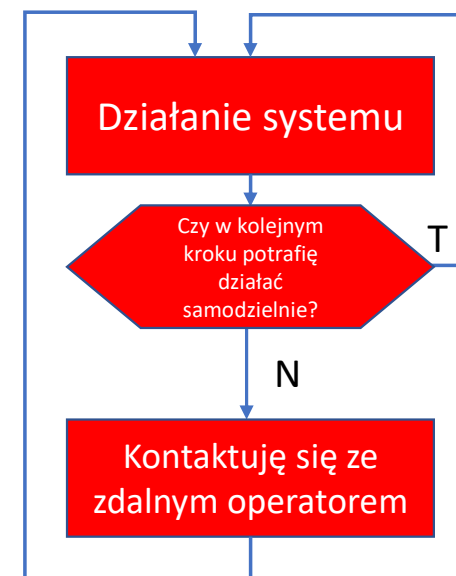 Działanie systemu
Czy w kolejnym
kroku potrafię
działać
samodzielnie?
T
N
Kontaktuję się ze
zdalnym operatorem